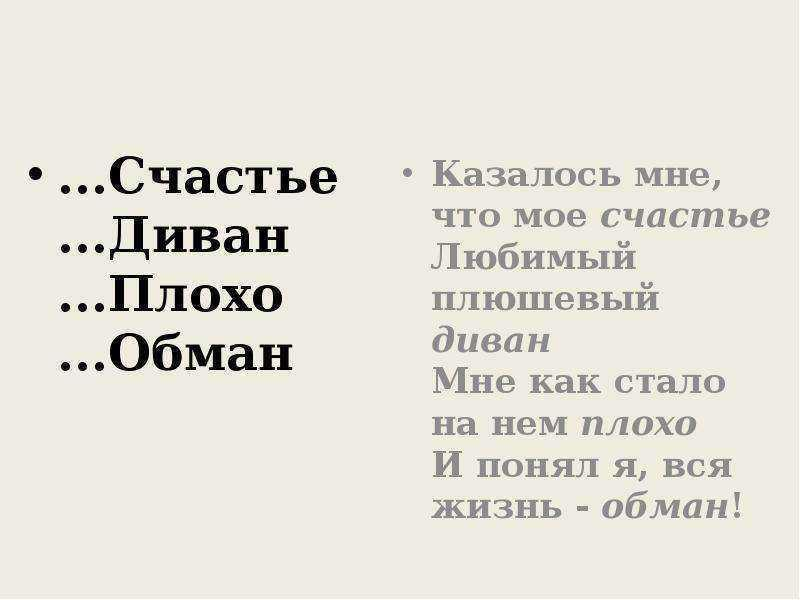 • ...Счастье
...Диван
...Плохо
...Обман
• Казалось мне,
что мое счастье
Любимый
плюшевый
диван
Мне как стало
на нем плохо
И понял я, вся
жизнь - обман!